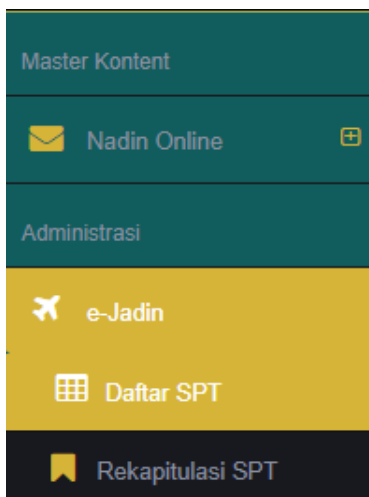 Master Kontent
Nadin Online
Administrasi
e-Jadin
Daftar SPT
Rekapitulasi SPT